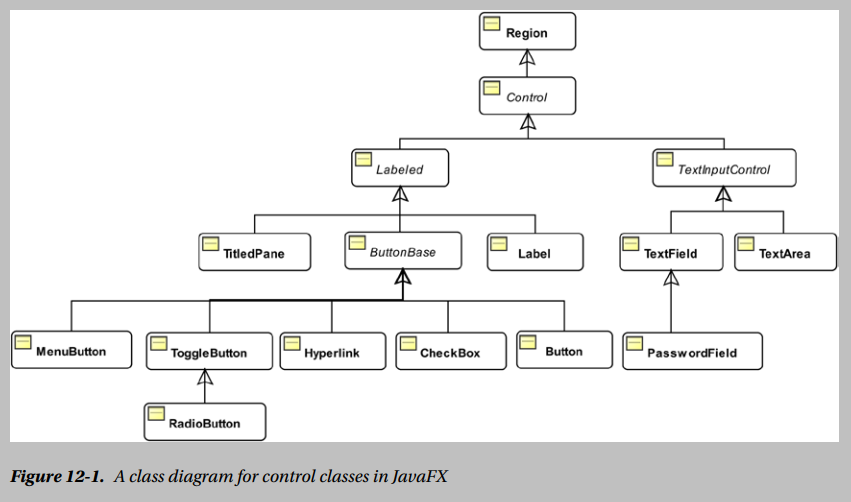 Region
Control
Labeled
TextInputControl
TitledPane
ButtonBase
Label
TextField
TextArea
MenuButton
ToggleButton
Hyperlink
CheckBox
Button
PasswordField
RadioButton
Figure 12-1. A class diagram for control classes in JavaFX